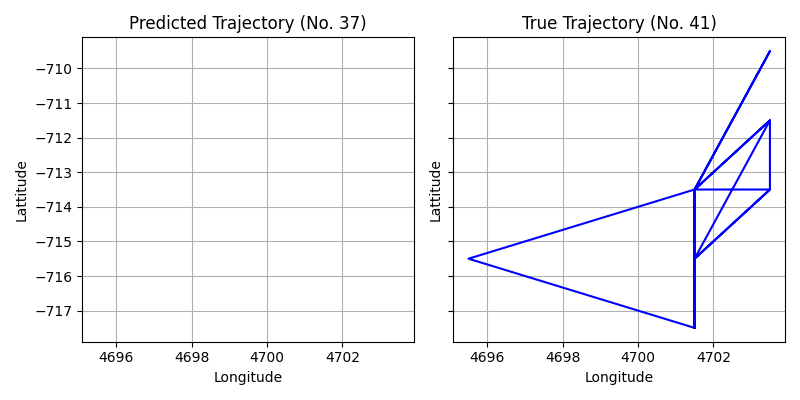 Predicted Trajectory (No. 37)
−710
−711
−712
−713
−714
−715
−716
−717
Lattitude
4696 4698 4700 4702
Longitude
True Trajectory (No. 41)
Lattitude
4696 4698 4700 4702
Longitude